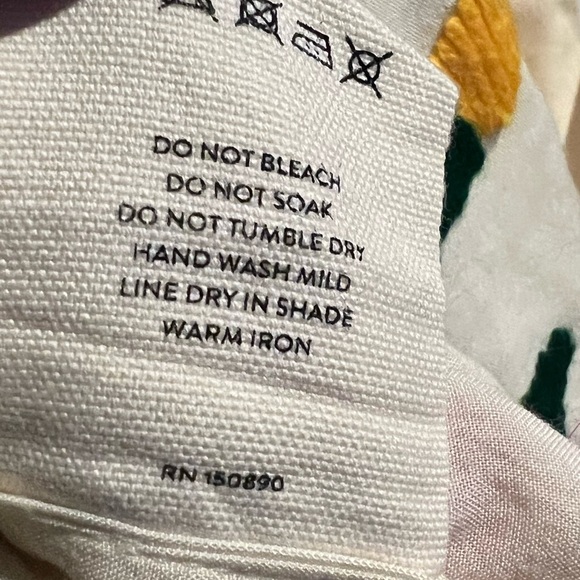 DO NOT BLEACH
DO NOT SOAK
DO NOT TUMBLE DRY
HAND WASH MILD
LINE DRY IN SHADE
WARM IRON
RN 150890